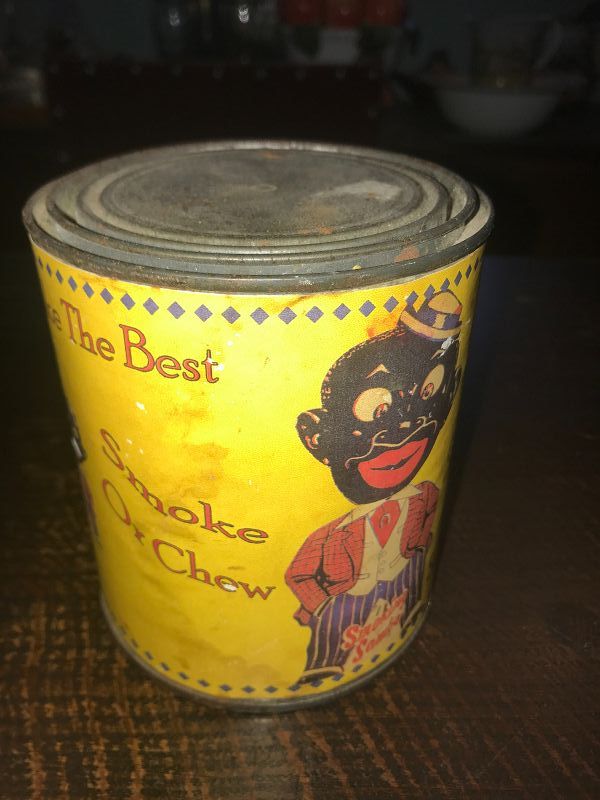 The Best
Smoke
Or Chew